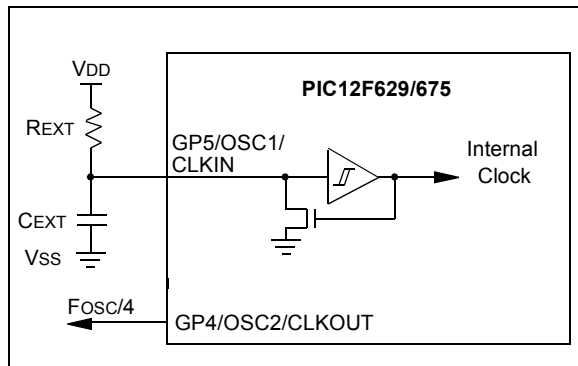 VDD
PIC12F629/675
REXT
GP5/OSC1/
CLKIN
Internal
Clock
CEXT
VSS
FOSC/4
GP4/OSC2/CLKOUT